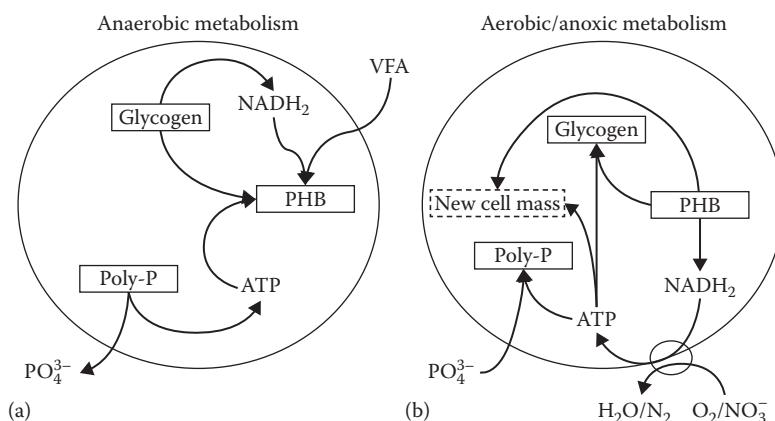 Anaerobic metabolism
VFA
NADH₂
Glycogen
PHB
Poly-P
ATP
PO₄³⁻
(a)
Aerobic/anoxic metabolism
Glycogen
New cell mass
PHB
Poly-P
NADH₂
ATP
PO₄³⁻
(b)
H₂O/N₂
O₂/NO₃⁻